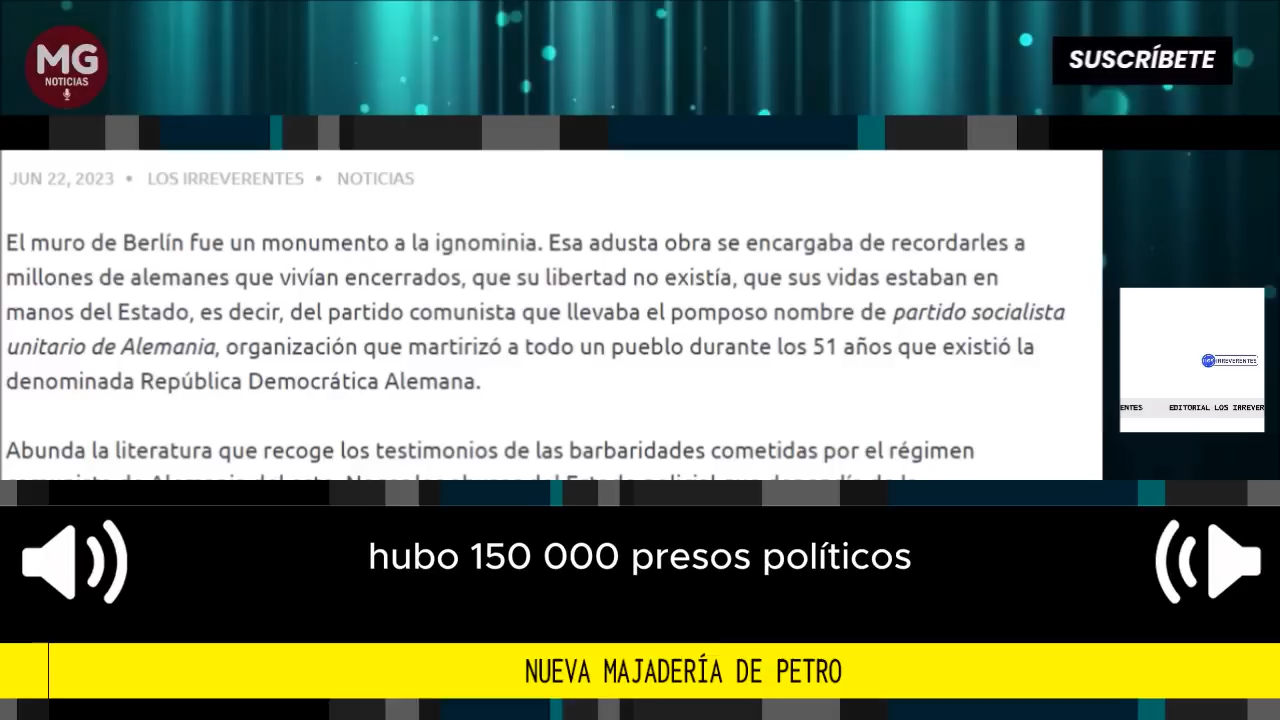 MG
NOTICIAS
SUSCRÍBETE
JUN 22, 2023 • LOS IRREVERENTES • NOTICIAS
El muro de Berlín fue un monumento a la ignominia. Esa adusta obra se encargaba de recordarles a
millones de alemanes que vivían encerrados, que su libertad no existía, que sus vidas estaban en
manos del Estado, es decir, del partido comunista que llevaba el pomposo nombre de partido socialista
unitario de Alemania, organización que martirizó a todo un pueblo durante los 51 años que existió la
denominada República Democrática Alemana.
IRREVERENTES
ENTES EDITORIAL LOS IRREVER
Abunda la literatura que recoge los testimonios de las barbaridades cometidas por el régimen
hubo 150 000 presos políticos
NUEVA MAJADERÍA DE PETRO